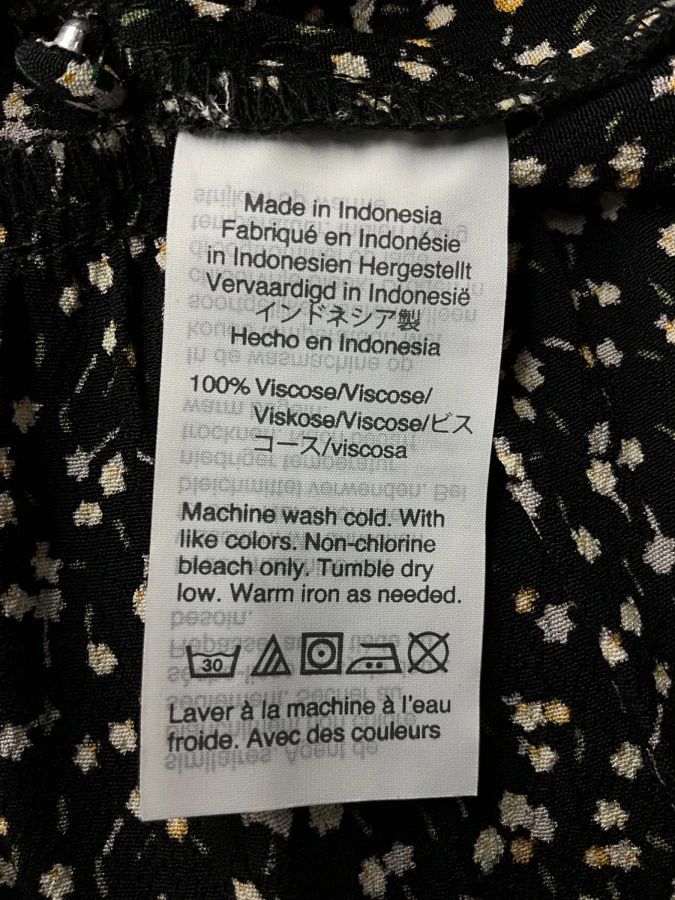 Made in Indonesia
Fabriqué en Indonésie
in Indonesien Hergestellt
Vervaardigd in Indonesië
インドネシア製
Hecho en Indonesia
100% Viscose/Viscose/
Viskose/Viscose/ビス
コース/viscosa
Machine wash cold. With
like colors. Non-chlorine
bleach only. Tumble dry
low. Warm iron as needed.
30
Laver à la machine à l'eau
froide. Avec des couleurs